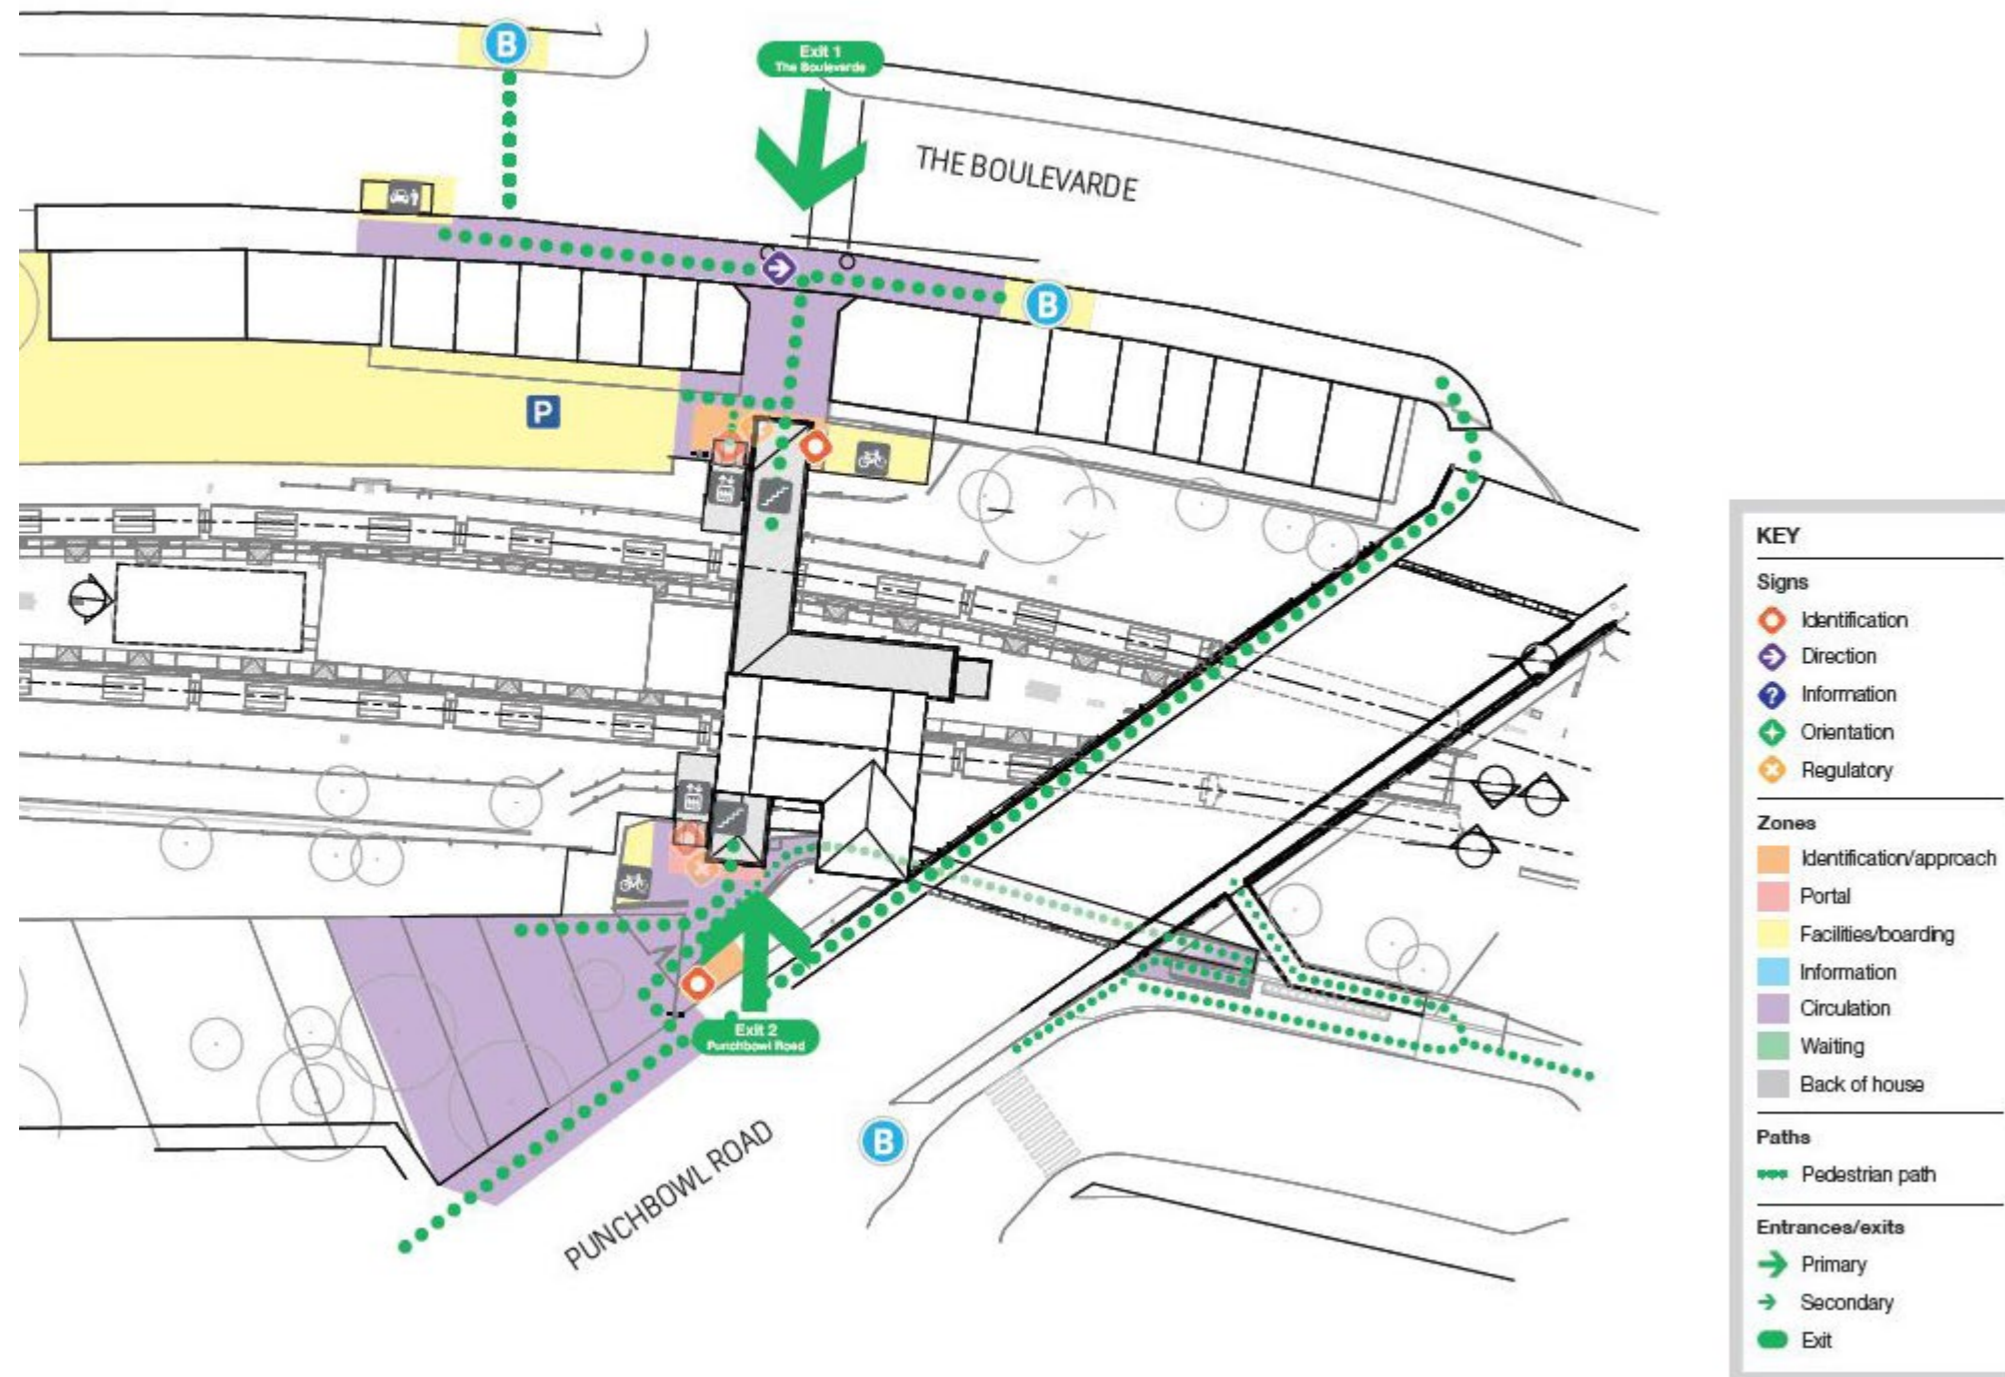 B
Exit 1
The Boulevarde
THE BOULEVARDE
B
P
B
Exit 2
Punchbowl Road
PUNCHBOWL ROAD
KEY
Signs
Identification
Direction
? Information
Orientation
Regulatory
Zones
Identification/approach
Portal
Facilities/boarding
Information
Circulation
Waiting
Back of house
Paths
Pedestrian path
Entrances/exits
Primary
Secondary
Exit